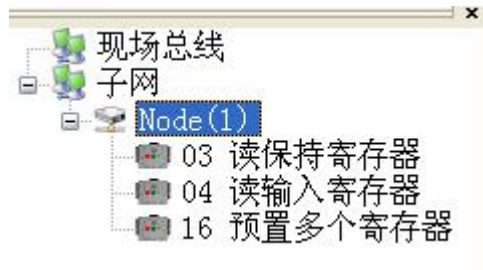 现场总线
子网
Node(1)
03 读保持寄存器
04 读输入寄存器
16 预置多个寄存器